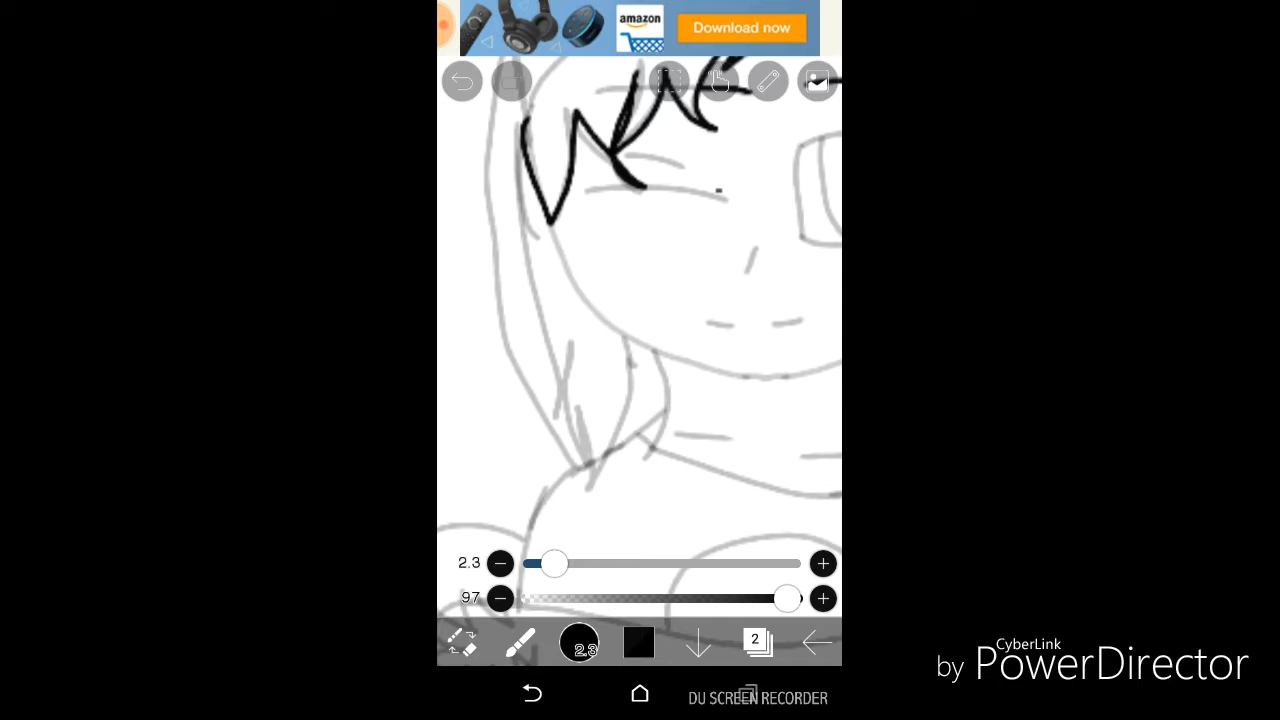 amazon
Download now
2.3
97
2.3
2
CyberLink
by PowerDirector
DU SCREEN RECORDER